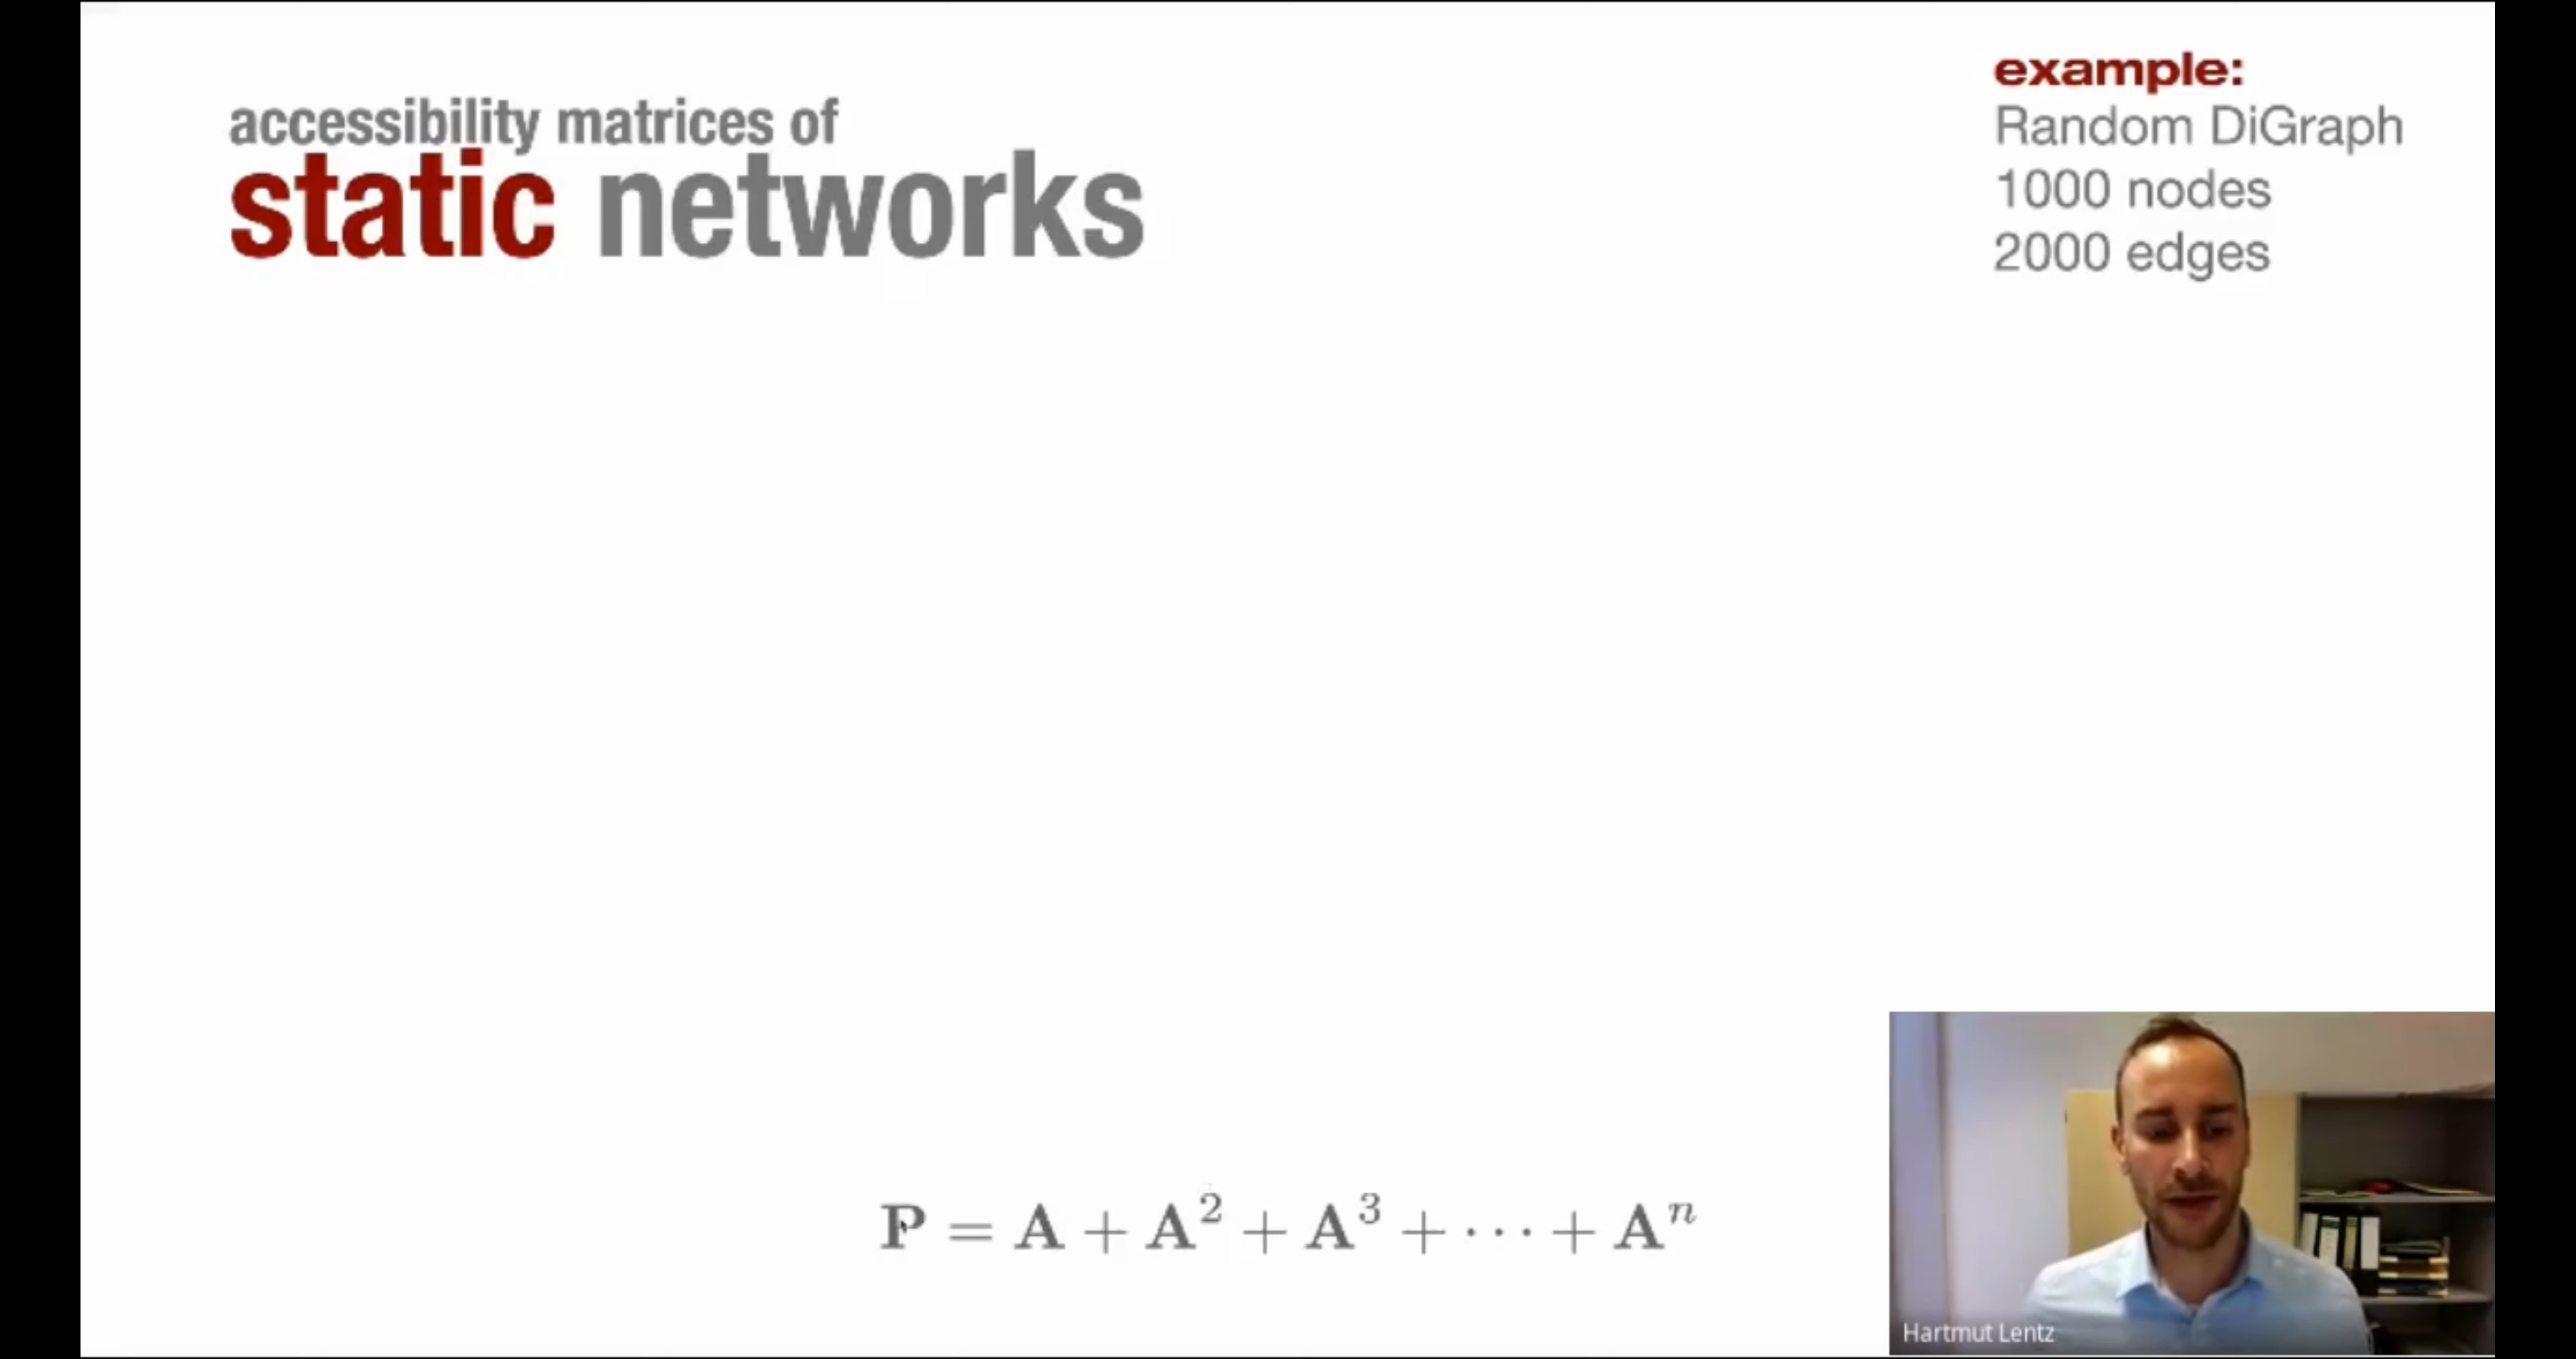 accessibility matrices of
static networks
example:
Random DiGraph
1000 nodes
2000 edges
P = A + A² + A³ + ··· + Aⁿ
Hartmut Lentz